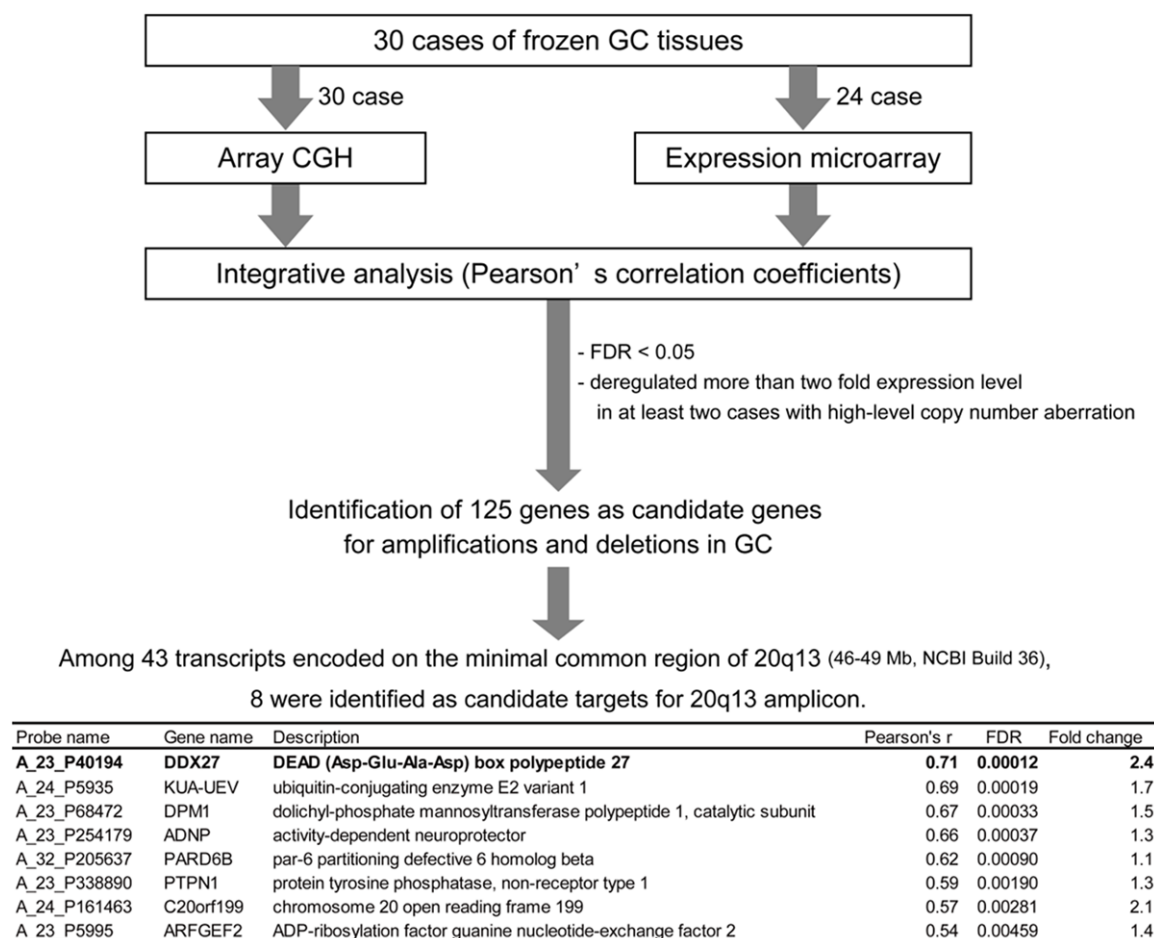 30 cases of frozen GC tissues
30 case
24 case
Array CGH
Expression microarray
Integrative analysis (Pearson’ s correlation coefficients)
- FDR < 0.05
- deregulated more than two fold expression level
in at least two cases with high-level copy number aberration
Identification of 125 genes as candidate genes
for amplifications and deletions in GC
Among 43 transcripts encoded on the minimal common region of 20q13 (46-49 Mb, NCBI Build 36),
8 were identified as candidate targets for 20q13 amplicon.
Probe name Gene name Description Pearson's r FDR Fold change
A_23_P40194 DDX27 DEAD (Asp-Glu-Ala-Asp) box polypeptide 27 0.71 0.00012 2.4
A_24_P5935 KUA-UEV ubiquitin-conjugating enzyme E2 variant 1 0.69 0.00019 1.7
A_23_P68472 DPM1 dolichyl-phosphate mannosyltransferase polypeptide 1, catalytic subunit 0.67 0.00033 1.5
A_23_P254179 ADNP activity-dependent neuroprotector 0.66 0.00037 1.3
A_32_P205637 PARD6B par-6 partitioning defective 6 homolog beta 0.62 0.00090 1.1
A_23_P338890 PTPN1 protein tyrosine phosphatase, non-receptor type 1 0.59 0.00190 1.3
A_24_P161463 C20orf199 chromosome 20 open reading frame 199 0.57 0.00281 2.1
A_23_P5995 ARFGEF2 ADP-ribosylation factor guanine nucleotide-exchange factor 2 0.54 0.00459 1.4